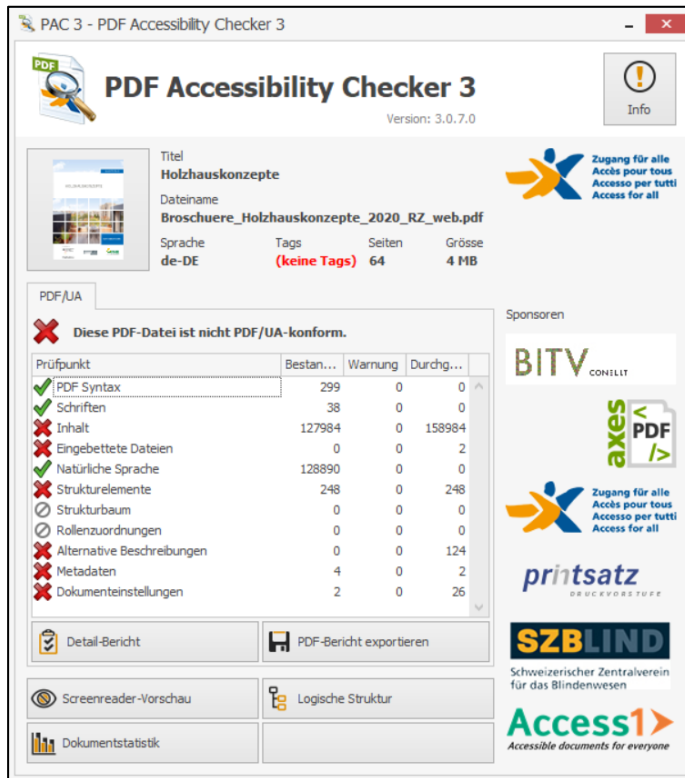 PAC 3 - PDF Accessibility Checker 3
PDF
PDF Accessibility Checker 3
Version: 3.0.7.0
Info
Titel
Holzhauskonzepte
Dateiname
Broschuere_Holzhauskonzepte_2020_RZ_web.pdf
Sprache Tags Seiten Grösse
de-DE (keine Tags) 64 4 MB
Zugang für alle
Accès pour tous
Accesso per tutti
Access for all
PDF/UA
Diese PDF-Datei ist nicht PDF/UA-konform.
Prüfpunkt Bestan... Warnung Durchg...
PDF Syntax 299 0 0
Schriften 38 0 0
Inhalt 127984 0 158984
Eingebettete Dateien 0 0 2
Natürliche Sprache 128890 0 0
Strukturelemente 248 0 248
Strukturbaum 0 0 0
Rollenzuordnungen 0 0 0
Alternative Beschreibungen 0 0 124
Metadaten 4 0 2
Dokumenteinstellungen 2 0 26
Detail-Bericht PDF-Bericht exportieren
Screenreader-Vorschau Logische Struktur
Dokumentstatistik
Sponsoren
BITV CONSULT
axes PDF
Zugang für alle
Accès pour tous
Accesso per tutti
Access for all
printsatz
DRUCKVORSTUFE
SZBLIND
Schweizerischer Zentralverein
für das Blindenwesen
Access1
Accessible documents for everyone